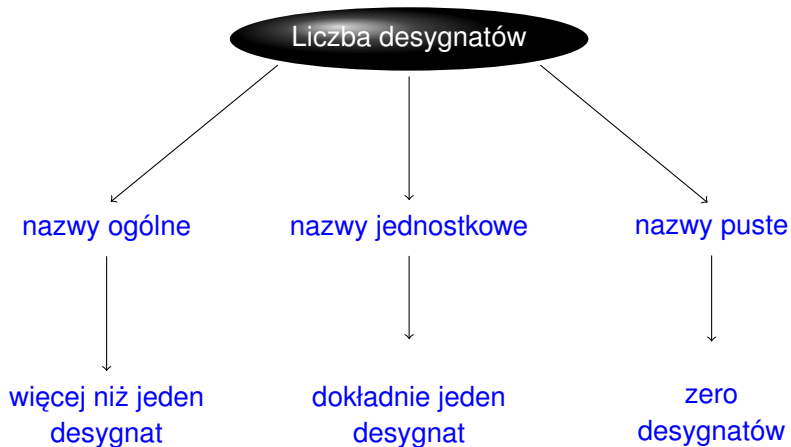 Liczba desygnatów
nazwy ogólne
nazwy jednostkowe
nazwy puste
więcej niż jeden
desygnat
dokładnie jeden
desygnat
zero
desygnatów